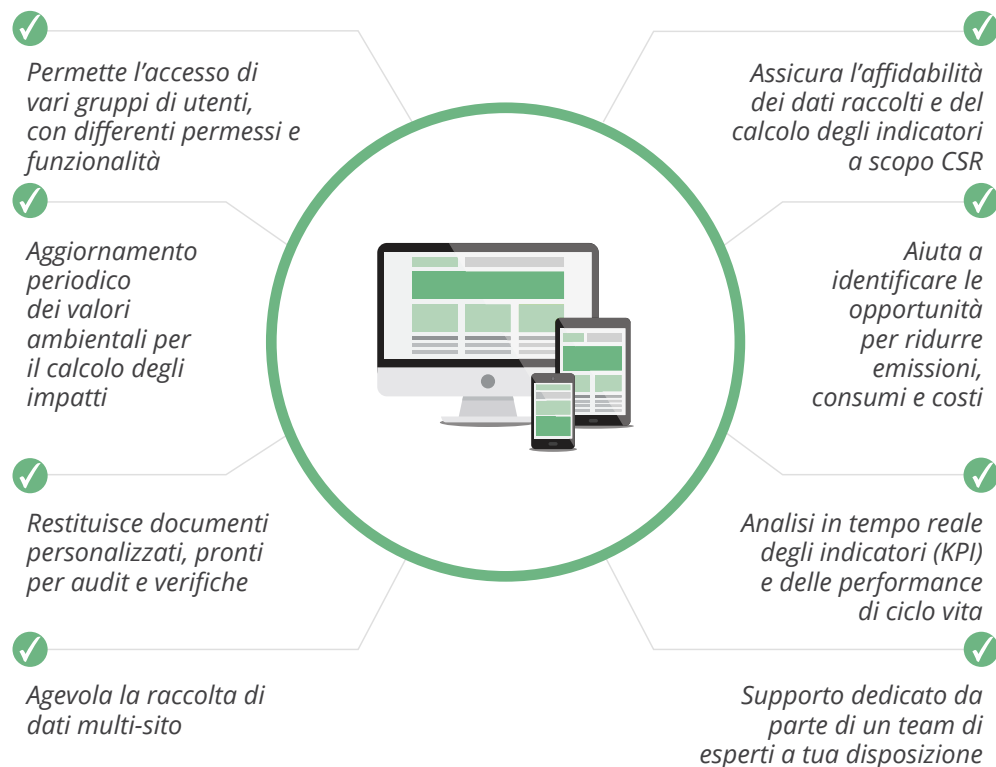 Permette l’accesso di
vari gruppi di utenti,
con differenti permessi e
funzionalità
Aggiornamento
periodico
dei valori
ambientali per
il calcolo degli
impatti
Restituisce documenti
personalizzati, pronti
per audit e verifiche
Agevola la raccolta di
dati multi-sito
Assicura l’affidabilità
dei dati raccolti e del
calcolo degli indicatori
a scopo CSR
Aiuta a
identificare le
opportunità
per ridurre
emissioni,
consumi e costi
Analisi in tempo reale
degli indicatori (KPI)
e delle performance
di ciclo vita
Supporto dedicato da
parte di un team di
esperti a tua disposizione